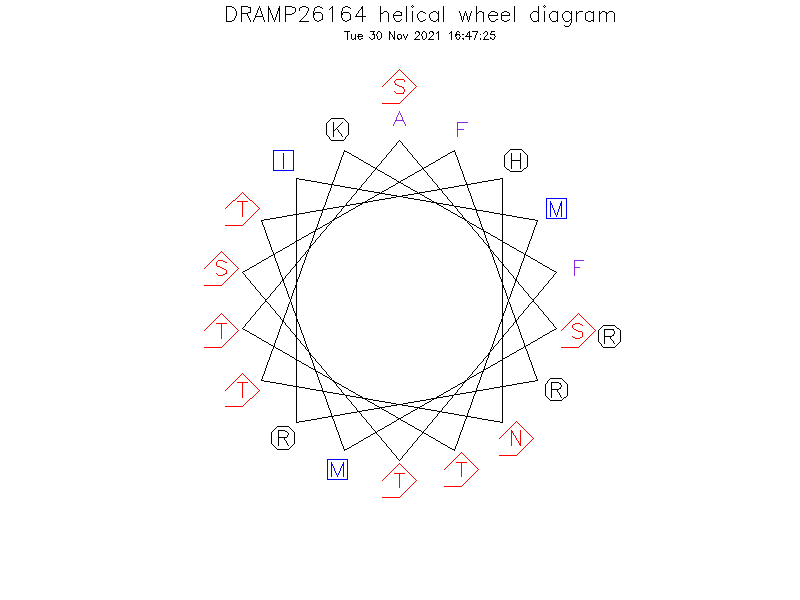 DRAMP26164 helical wheel diagram
Tue 30 Nov 2021 16:47:25
S
A
K F
I H
T M
S F
T S R
T R
R N
M T T